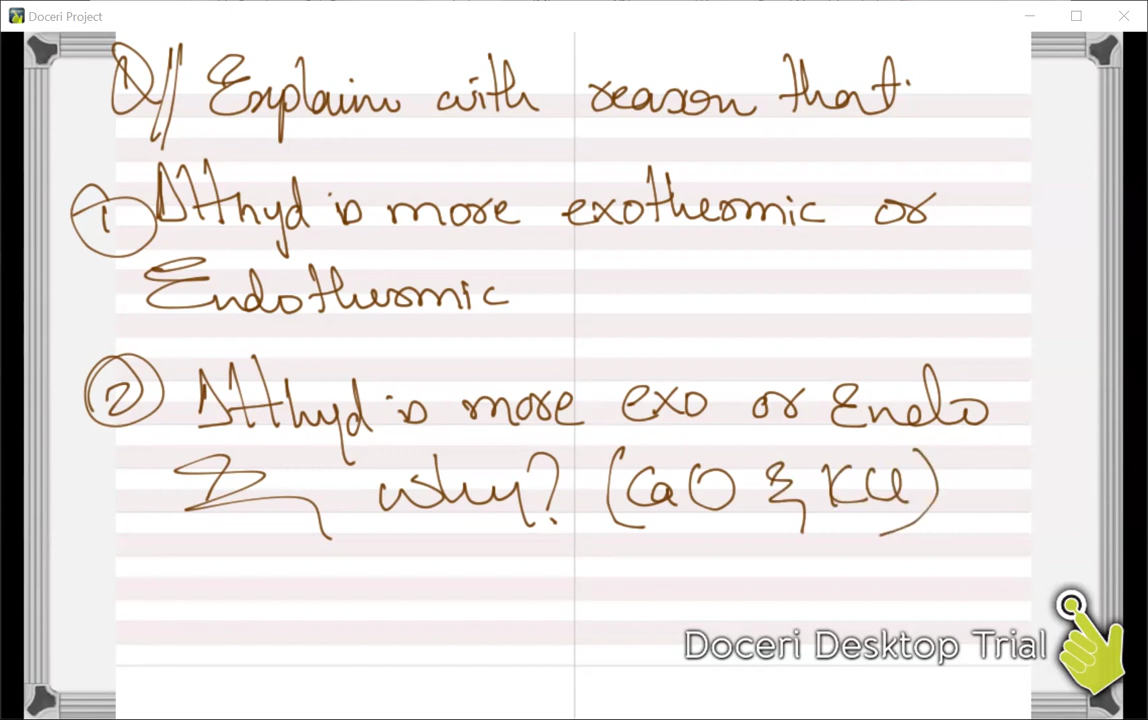 Doceri Project
Q// Explain with reason that
① ΔHhyd is more exothermic or
Endothermic
② ΔHhyd is more exo or Endo
& why? (CaO & KCl)
Doceri Desktop Trial